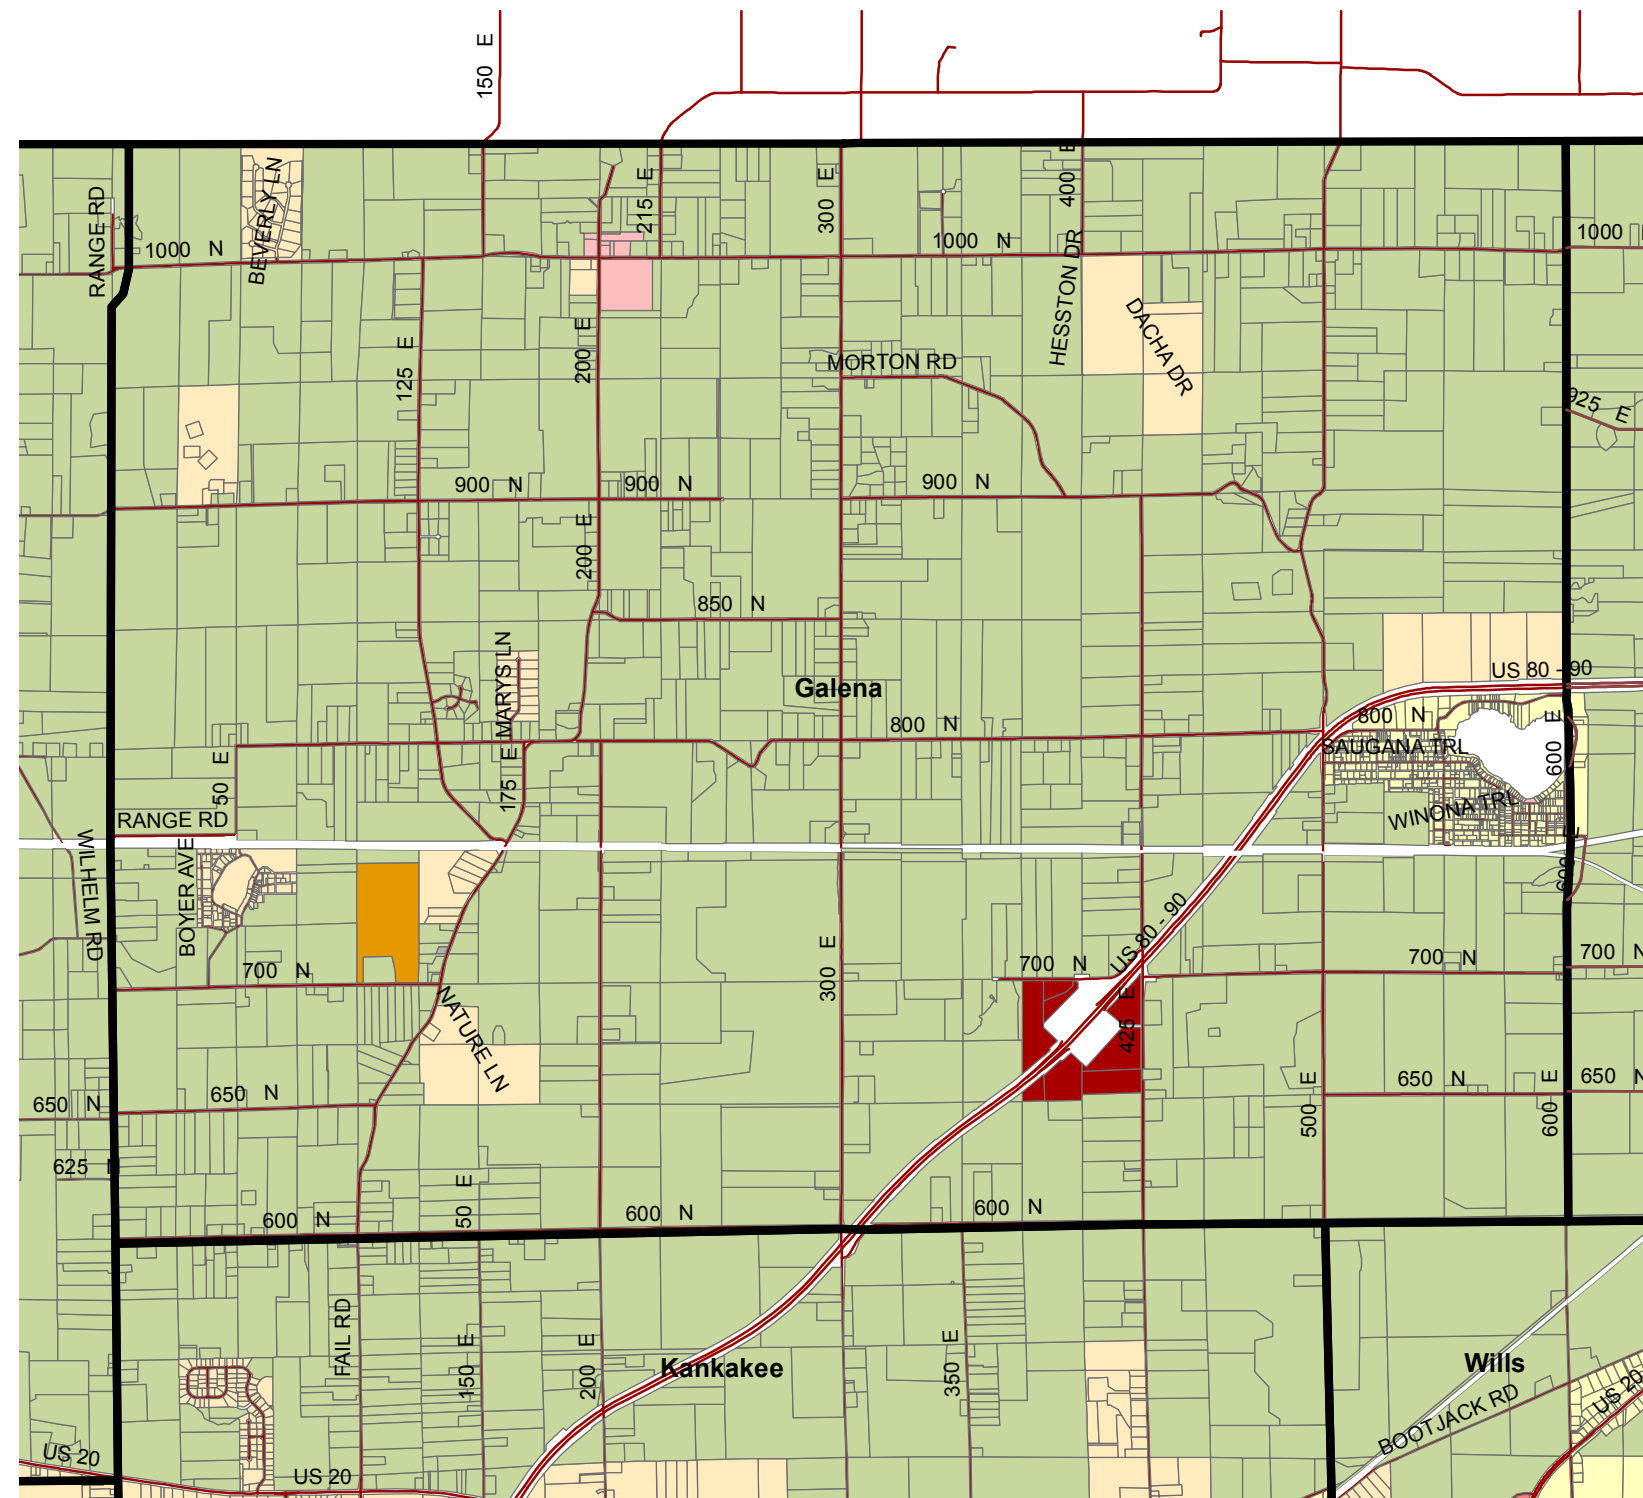 150 E
RANGE RD
BEVERLY LN
215 E
300 E
400 E
1000 N
1000 N
1000
HESSTON DR
DACHA DR
125 E
200 E
MORTON RD
925 E
900 N
900 N
900 N
200 E
850 N
MARYS LN
Galena
US 80 - 90
800 N
800 N
600 E
SAUGANA TRL
50 E
175 E
WINONA TRL
RANGE RD
WILHELM RD
BOYER AVE
600 E
US 80 - 90
300 E
700 N
700 N
700 N
700 N
NATURE LN
425 E
650 N
650 N
650 N
650 N
500 E
600 E
625 N
50 E
600 N
600 N
600 N
FAIL RD
150 E
200 E
Kankakee
350 E
Wills
BOOTJACK RD
US 20
US 20
US 20